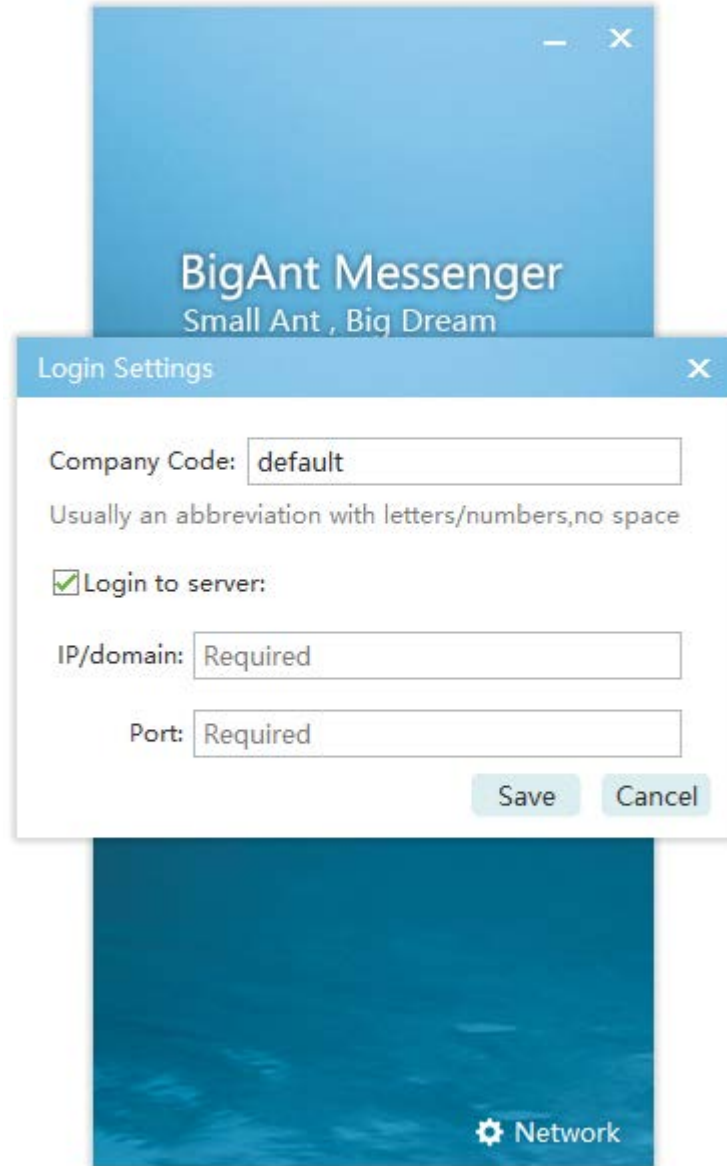 BigAnt Messenger
Small Ant , Big Dream
Login Settings
Company Code: default
Usually an abbreviation with letters/numbers,no space
Login to server:
IP/domain: Required
Port: Required
Save Cancel
Network